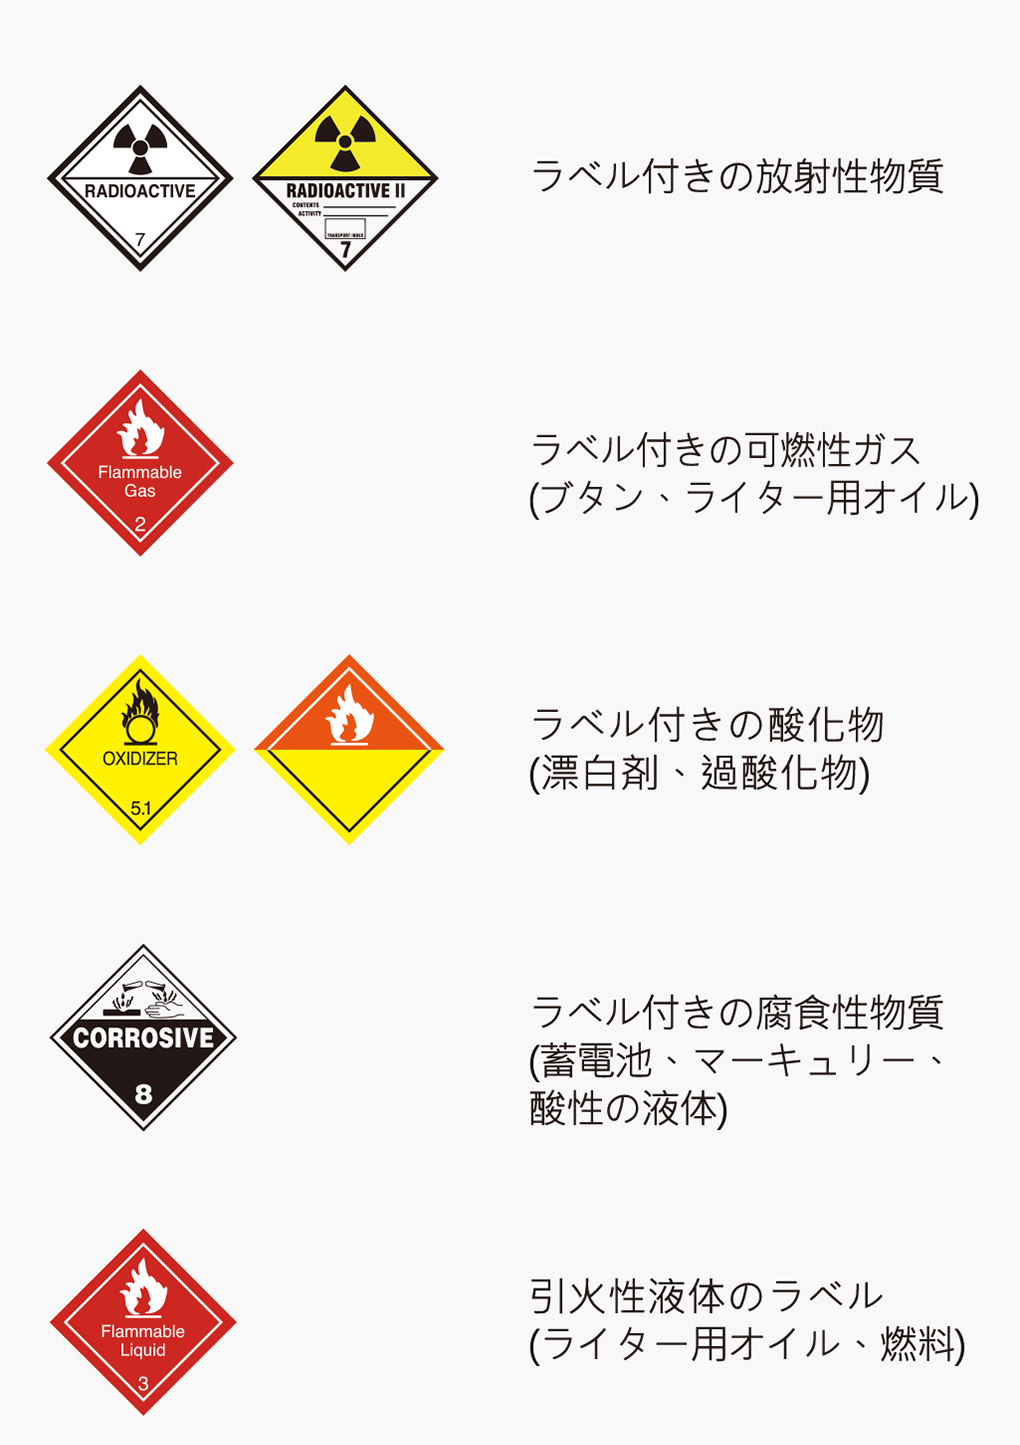 RADIOACTIVE
7
RADIOACTIVE II
CONTENTS
ACTIVITY
TRANSPORT INDEX
7
ラベル付きの放射性物質
Flammable
Gas
2
ラベル付きの可燃性ガス
(ブタン、ライター用オイル)
OXIDIZER
5.1
ラベル付きの酸化物
(漂白剤、過酸化物)
CORROSIVE
8
ラベル付きの腐食性物質
(蓄電池、マーキュリー、
酸性の液体)
Flammable
Liquid
3
引火性液体のラベル
(ライター用オイル、燃料)